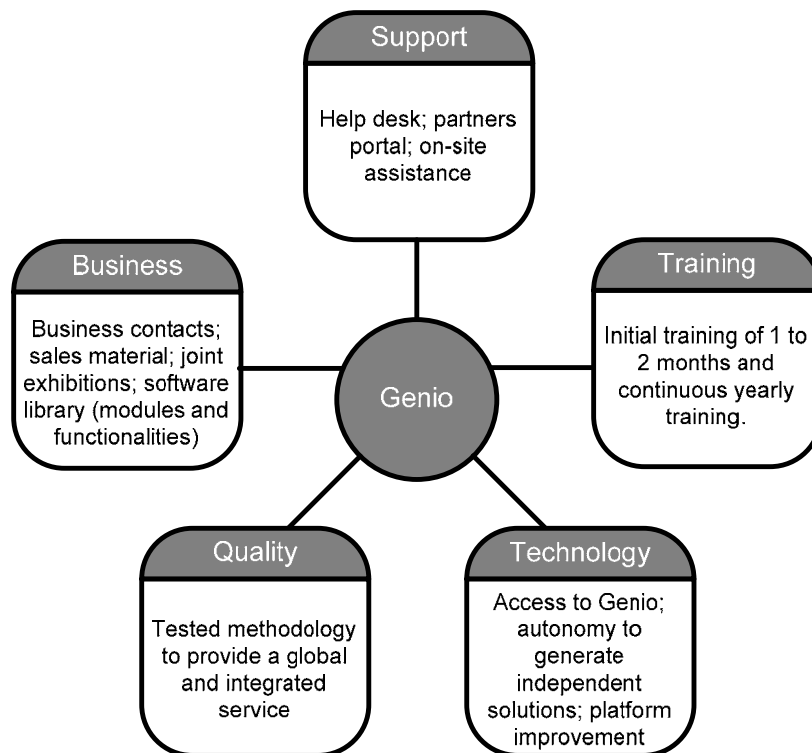 Support
Help desk; partners
portal; on-site
assistance
Business
Business contacts;
sales material; joint
exhibitions; software
library (modules and
functionalities)
Training
Initial training of 1 to
2 months and
continuous yearly
training.
Genio
Quality
Tested methodology
to provide a global
and integrated
service
Technology
Access to Genio;
autonomy to
generate
independent
solutions; platform
improvement